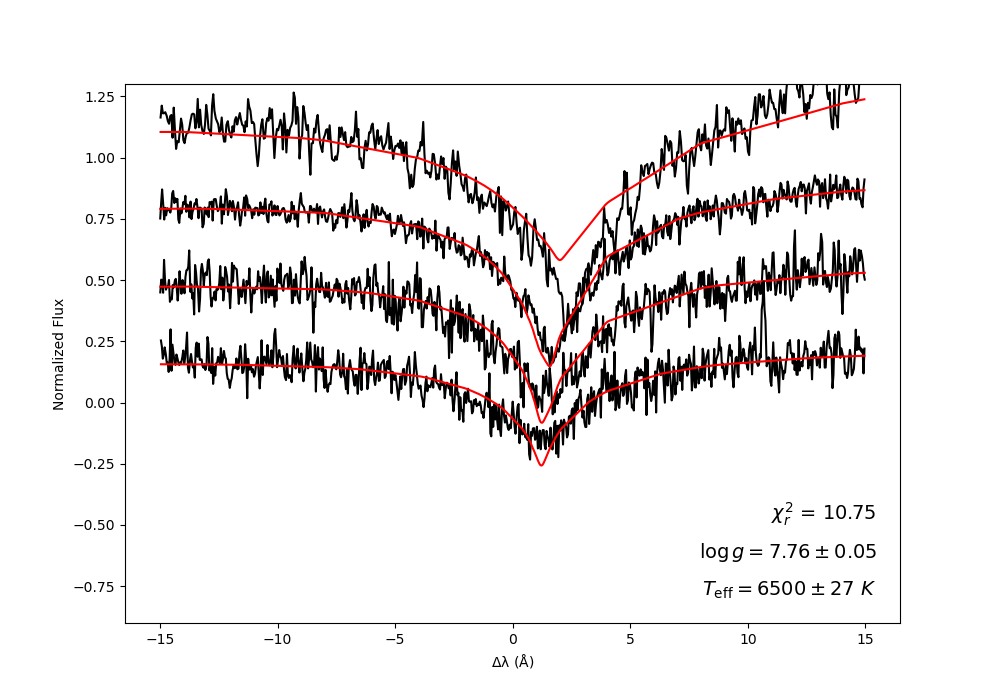 1.25
1.00
0.75
0.50
0.25
0.00
−0.25
−0.50
−0.75
Normalized Flux
χ_r^2 = 10.75
log g = 7.76 ± 0.05
T_eff = 6500 ± 27 K
−15 −10 −5 0 5 10 15
Δλ (Å)